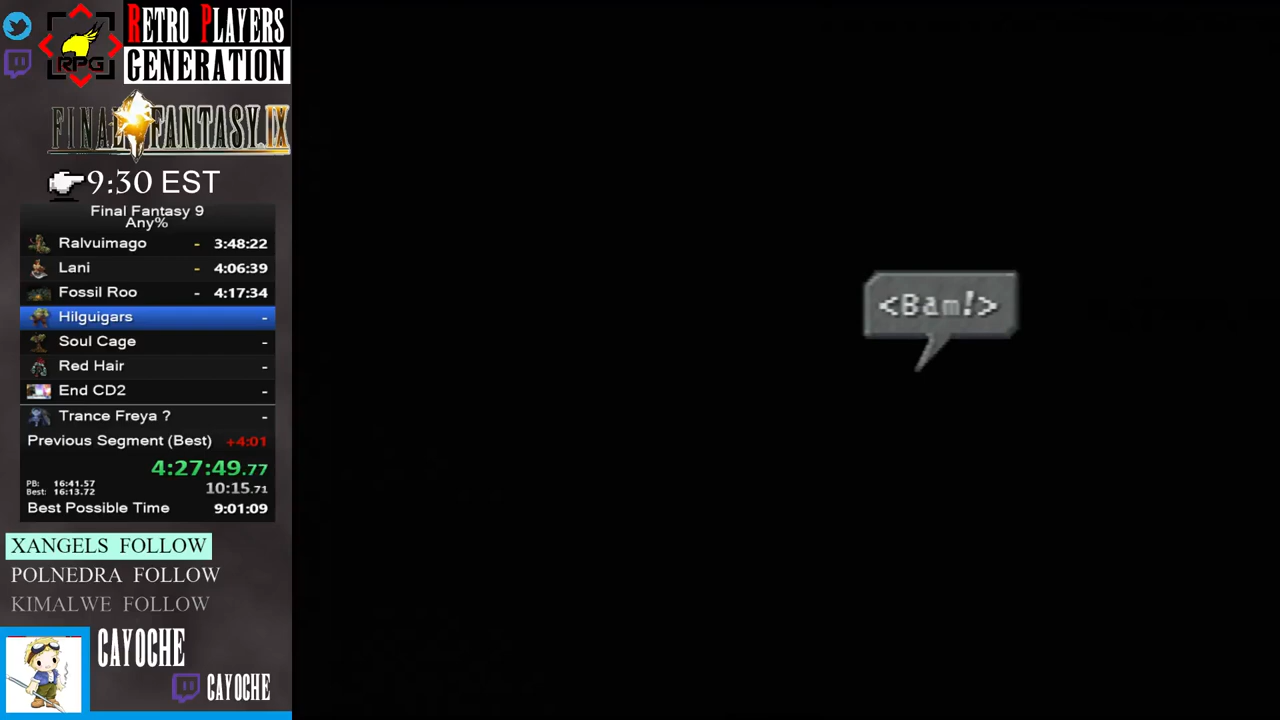 RETRO PLAYERS
GENERATION
RPG
FINAL FANTASY IX
9:30 EST
Final Fantasy 9
Any%
Ralvuimago - 3:48:22
Lani - 4:06:39
Fossil Roo - 4:17:34
Hilguigars -
Soul Cage -
Red Hair -
End CD2 -
Trance Freya ? -
Previous Segment (Best) +4:01
4:27:49.77
PB: 16:41.57
Best: 16:13.72
10:15.71
Best Possible Time 9:01:09
XANGELS FOLLOW
POLNEDRA FOLLOW
KIMALWE FOLLOW
CAYOCHE
CAYOCHE
<Bam!>